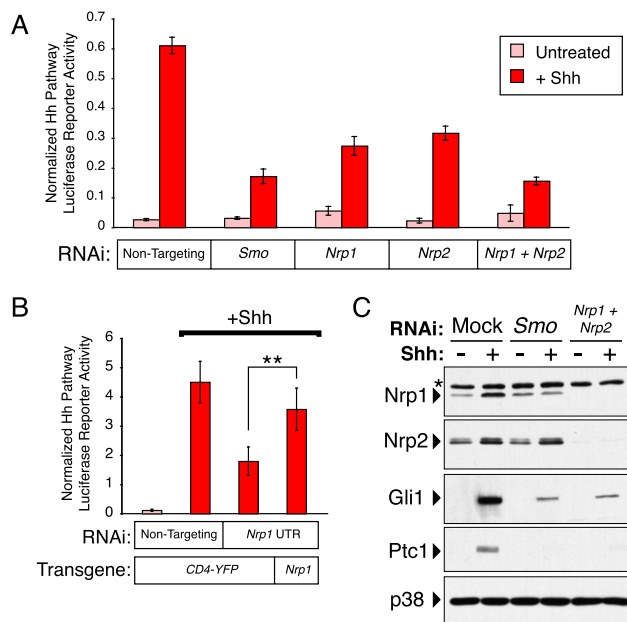 A
Normalized Hh Pathway
Luciferase Reporter Activity
0.7
0.6
0.5
0.4
0.3
0.2
0.1
0
Untreated
+ Shh
RNAi: Non-Targeting Smo Nrp1 Nrp2 Nrp1 + Nrp2
B
+Shh
Normalized Hh Pathway
Luciferase Reporter Activity
6
5
4
3
2
1
0
**
RNAi: Non-Targeting Nrp1 UTR
Transgene: CD4-YFP Nrp1
C
RNAi: Mock Smo Nrp1 +
Nrp2
Shh: - + - + - +
*
Nrp1
Nrp2
Gli1
Ptc1
p38